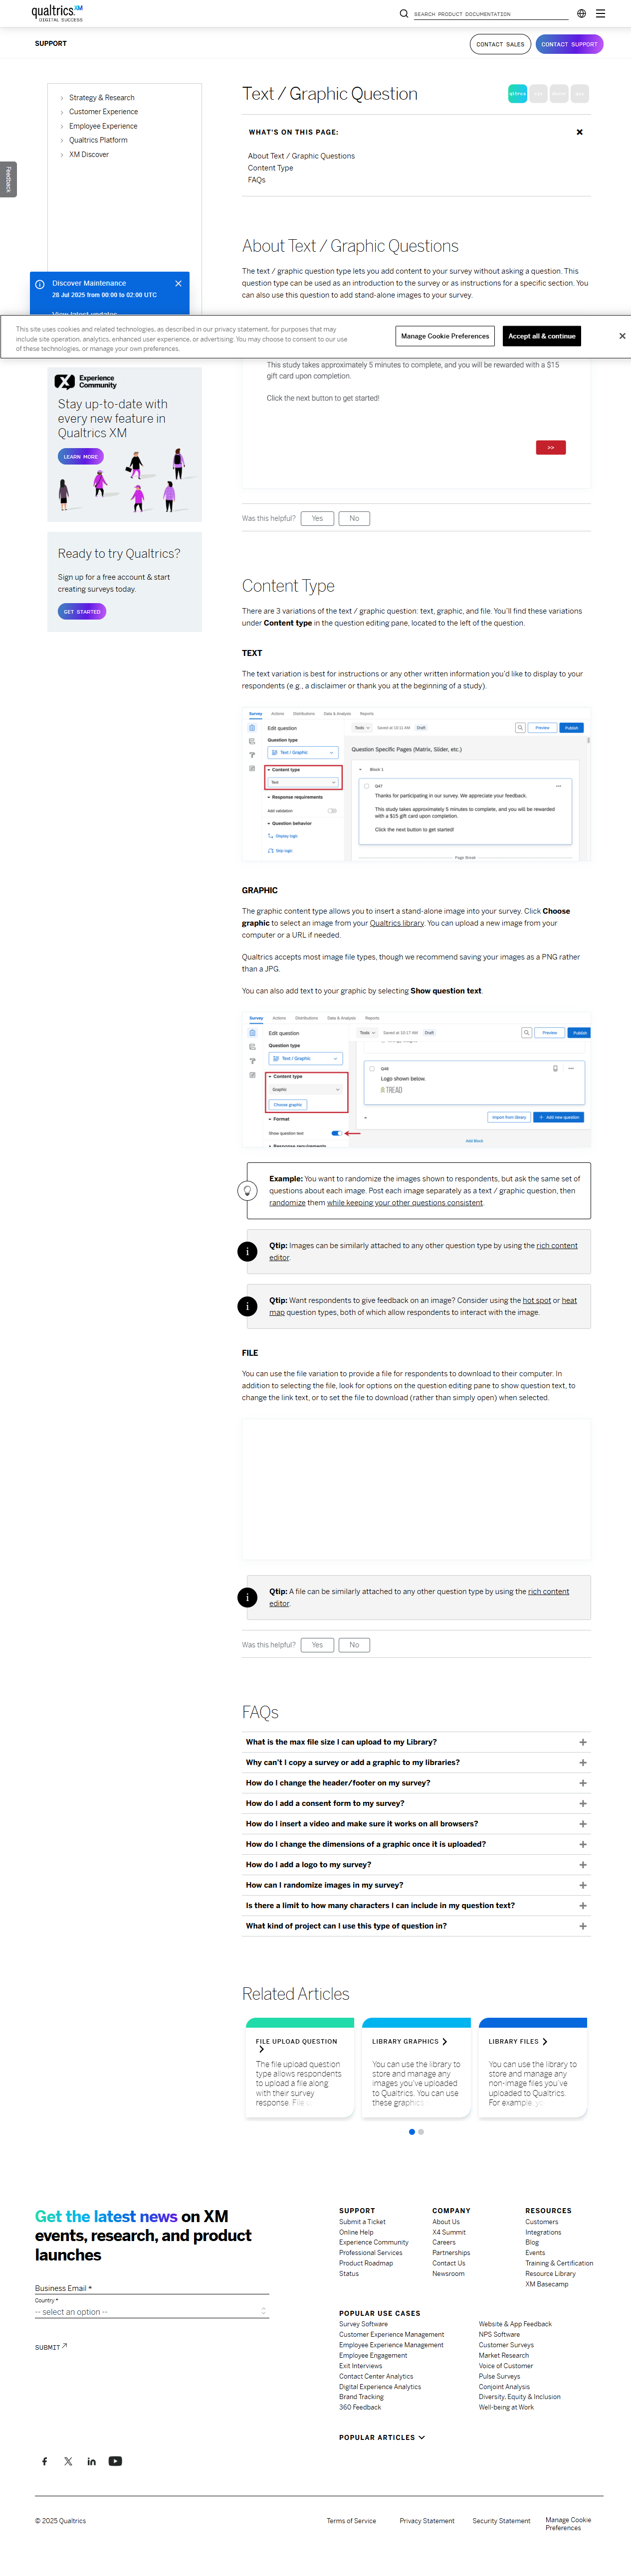 qualtrics.XM
DIGITAL SUCCESS
SEARCH PRODUCT DOCUMENTATION
SUPPORT
CONTACT SALES
CONTACT SUPPORT
Strategy & Research
Customer Experience
Employee Experience
Qualtrics Platform
XM Discover
Feedback
Discover Maintenance
28 Jul 2025 from 00:00 to 02:00 UTC
View latest updates
Text / Graphic Question
WHAT'S ON THIS PAGE:
About Text / Graphic Questions
Content Type
FAQs
About Text / Graphic Questions
The text / graphic question type lets you add content to your survey without asking a question. This
question type can be used as an introduction to the survey or as instructions for a specific section. You
can also use this question to add stand-alone images to your survey.
This site uses cookies and related technologies, as described in our privacy statement, for purposes that may
include site operation, analytics, enhanced user experience, or advertising. You may choose to consent to our use
of these technologies, or manage your own preferences.
Manage Cookie Preferences
Accept all & continue
This study takes approximately 5 minutes to complete, and you will be rewarded with a $15
gift card upon completion.
Click the next button to get started!
>>
Experience
Community
Stay up-to-date with
every new feature in
Qualtrics XM
LEARN MORE
Ready to try Qualtrics?
Sign up for a free account & start
creating surveys today.
GET STARTED
Was this helpful?
Yes
No
Content Type
There are 3 variations of the text / graphic question: text, graphic, and file. You'll find these variations
under Content type in the question editing pane, located to the left of the question.
TEXT
The text variation is best for instructions or any other written information you'd like to display to your
respondents (e.g., a disclaimer or thank you at the beginning of a study).
Survey Actions Distributions Data & Analysis Reports
Edit question
Tools
Saved at 10:11 AM
Draft
Preview
Publish
Question type
Text / Graphic
Question Specific Pages (Matrix, Slider, etc.)
Content type
Text
Block 1
Response requirements
Add validation
Question behavior
Display logic
Skip logic
Q47
Thanks for participating in our survey. We appreciate your feedback.
This study takes approximately 5 minutes to complete, and you will be rewarded
with a $15 gift card upon completion.
Click the next button to get started!
Page Break
GRAPHIC
The graphic content type allows you to insert a stand-alone image into your survey. Click Choose
graphic to select an image from your Qualtrics library. You can upload a new image from your
computer or a URL if needed.
Qualtrics accepts most image file types, though we recommend saving your images as a PNG rather
than a JPG.
You can also add text to your graphic by selecting Show question text.
Survey Actions Distributions Data & Analysis Reports
Edit question
Tools
Saved at 10:17 AM
Draft
Preview
Publish
Question type
Text / Graphic
Content type
Graphic
Choose graphic
Format
Show question text
Response requirements
Q48
Logo shown below.
TREAD
Import from library
Add new question
Add Block
Example: You want to randomize the images shown to respondents, but ask the same set of
questions about each image. Post each image separately as a text / graphic question, then
randomize them while keeping your other questions consistent.
Qtip: Images can be similarly attached to any other question type by using the rich content
editor.
Qtip: Want respondents to give feedback on an image? Consider using the hot spot or heat
map question types, both of which allow respondents to interact with the image.
FILE
You can use the file variation to provide a file for respondents to download to their computer. In
addition to selecting the file, look for options on the question editing pane to show question text, to
change the link text, or to set the file to download (rather than simply open) when selected.
Qtip: A file can be similarly attached to any other question type by using the rich content
editor.
Was this helpful?
Yes
No
FAQs
What is the max file size I can upload to my Library?
Why can't I copy a survey or add a graphic to my libraries?
How do I change the header/footer on my survey?
How do I add a consent form to my survey?
How do I insert a video and make sure it works on all browsers?
How do I change the dimensions of a graphic once it is uploaded?
How do I add a logo to my survey?
How can I randomize images in my survey?
Is there a limit to how many characters I can include in my question text?
What kind of project can I use this type of question in?
Related Articles
FILE UPLOAD QUESTION
The file upload question
type allows respondents
to upload a file along
with their survey
response. File u
LIBRARY GRAPHICS
You can use the library to
store and manage any
images you've uploaded
to Qualtrics. You can use
these graphics
LIBRARY FILES
You can use the library to
store and manage any
non-image files you've
uploaded to Qualtrics.
For example, yo
Get the latest news on XM
events, research, and product
launches
Business Email *
Country *
-- select an option --
SUBMIT
SUPPORT
Submit a Ticket
Online Help
Experience Community
Professional Services
Product Roadmap
Status
COMPANY
About Us
X4 Summit
Careers
Partnerships
Contact Us
Newsroom
RESOURCES
Customers
Integrations
Blog
Events
Training & Certification
Resource Library
XM Basecamp
POPULAR USE CASES
Survey Software
Customer Experience Management
Employee Experience Management
Employee Engagement
Exit Interviews
Contact Center Analytics
Digital Experience Analytics
Brand Tracking
360 Feedback
Website & App Feedback
NPS Software
Customer Surveys
Market Research
Voice of Customer
Pulse Surveys
Conjoint Analysis
Diversity, Equity & Inclusion
Well-being at Work
POPULAR ARTICLES
© 2025 Qualtrics
Terms of Service
Privacy Statement
Security Statement
Manage Cookie
Preferences